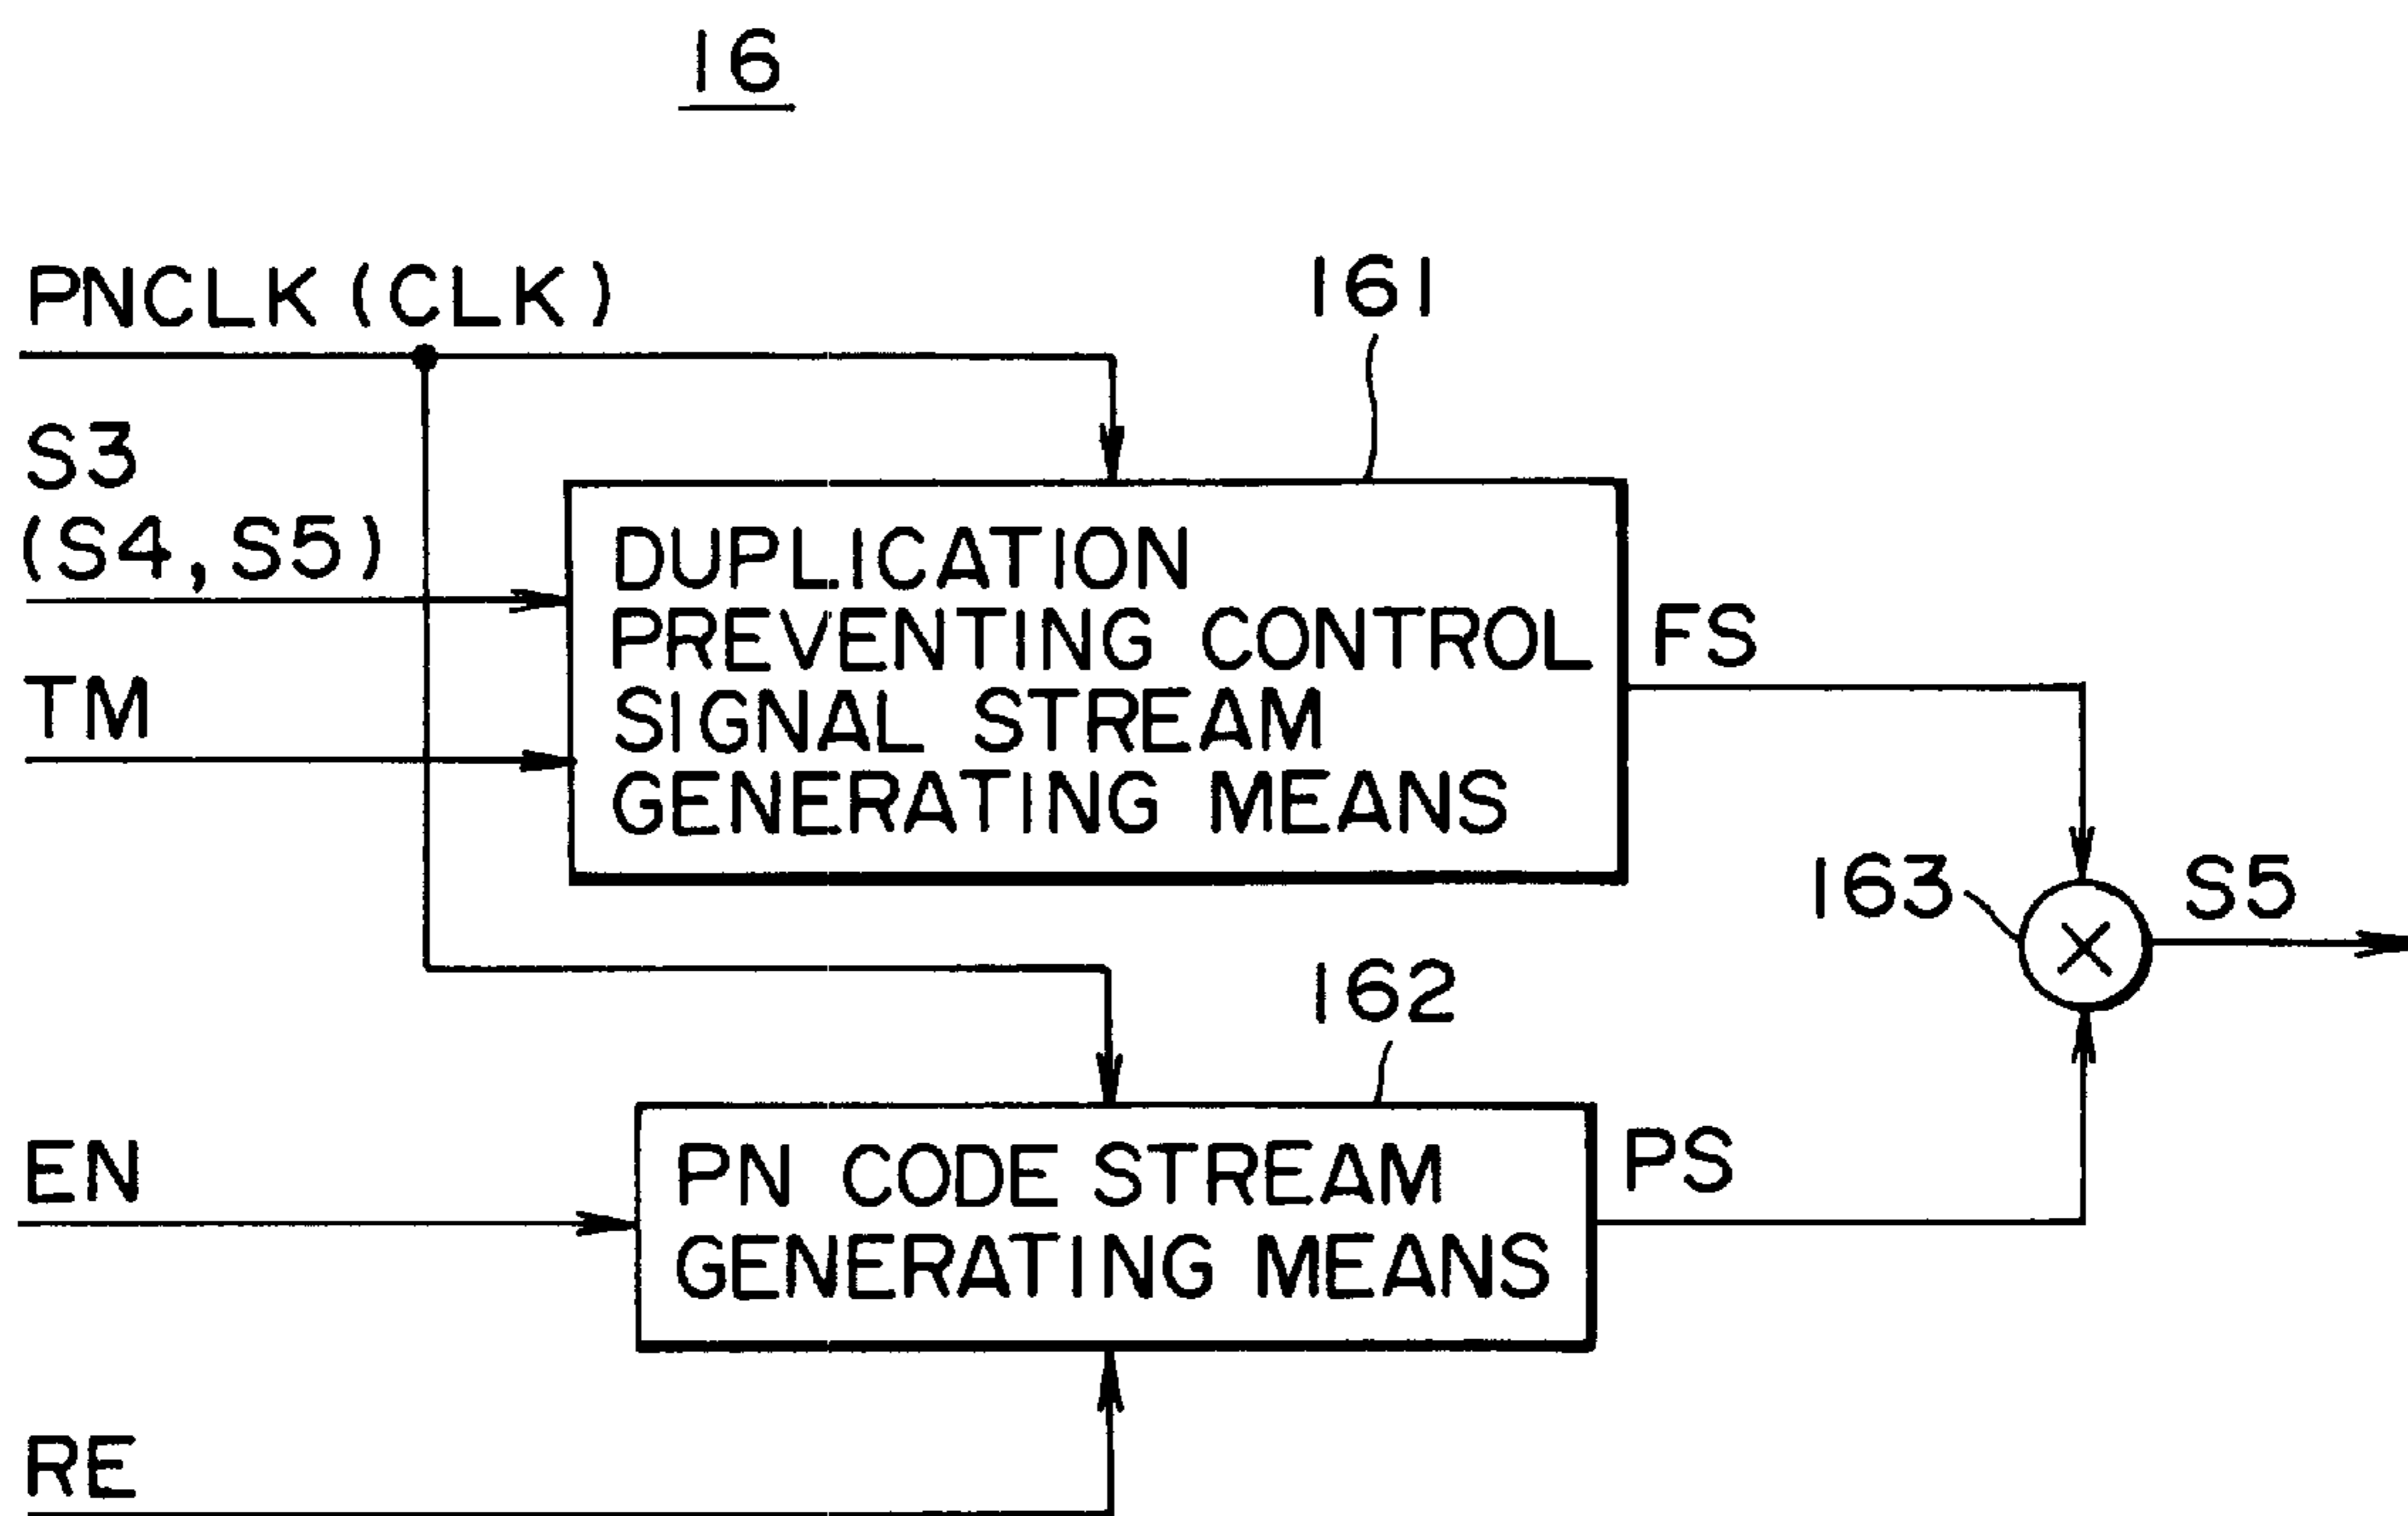 16
PNCLK (CLK)
161
S3
(S4, S5)
DUPLICATION
PREVENTING CONTROL
SIGNAL STREAM
GENERATING MEANS
FS
TM
163
S5
162
PN CODE STREAM
GENERATING MEANS
PS
EN
RE